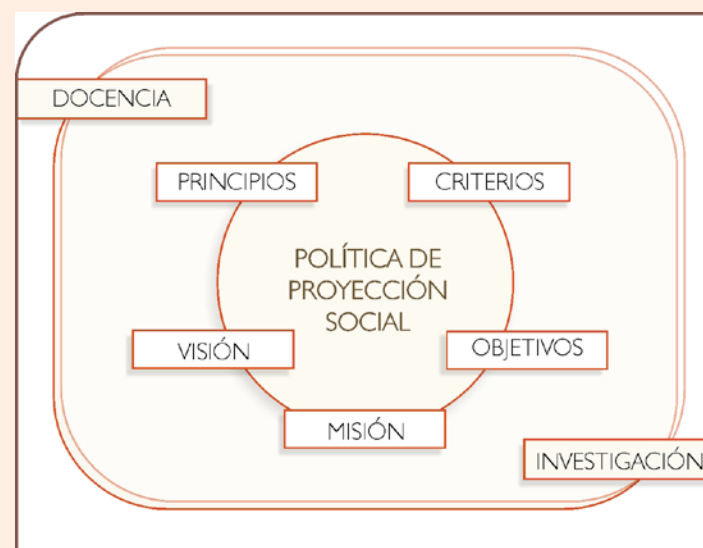 DOCENCIA
PRINCIPIOS
CRITERIOS
POLÍTICA DE
PROYECCIÓN
SOCIAL
VISIÓN
OBJETIVOS
MISIÓN
INVESTIGACIÓN